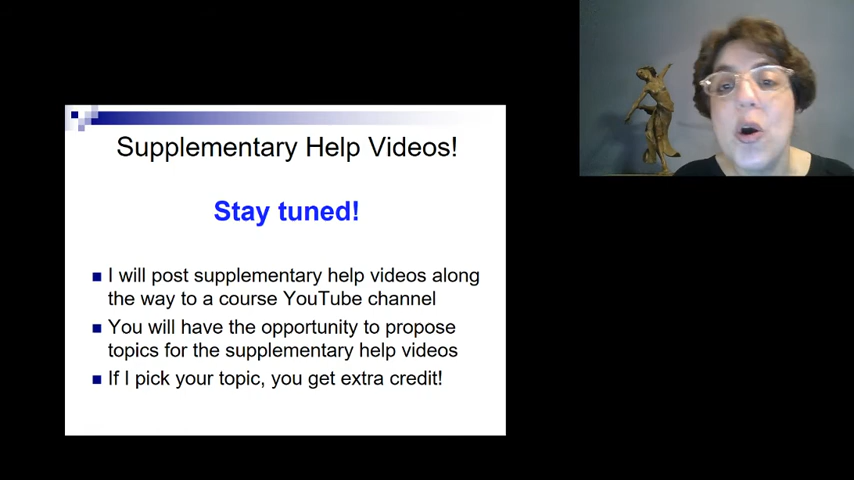 Supplementary Help Videos!
Stay tuned!
I will post supplementary help videos along
the way to a course YouTube channel
You will have the opportunity to propose
topics for the supplementary help videos
If I pick your topic, you get extra credit!